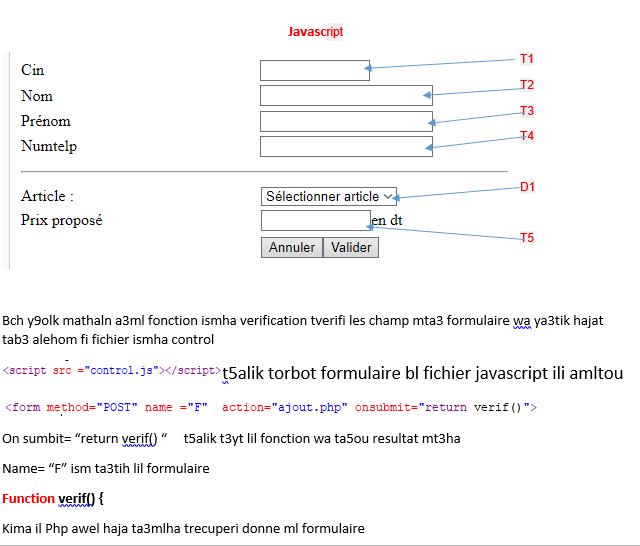 Javascript
Cin T1
Nom T2
Prénom T3
Numtelp T4
Article : Sélectionner article D1
Prix proposé en dt T5
Annuler Valider
Bch y9olk mathaln a3ml fonction ismha verification tverifi les champ mta3 formulaire wa ya3tik hajat
tab3 alehom fi fichier ismha control
<script src ="control.js"></script> t5alik torbot formulaire bl fichier javascript ili amltou
<form method="POST" name ="F" action="ajout.php" onsubmit="return verif()">
On sumbit= “return verif() “ t5alik t3yt lil fonction wa ta5ou resultat mt3ha
Name= “F” ism ta3tih lil formulaire
Function verif() {
Kima il Php awel haja ta3mlha trecuperi donne ml formulaire